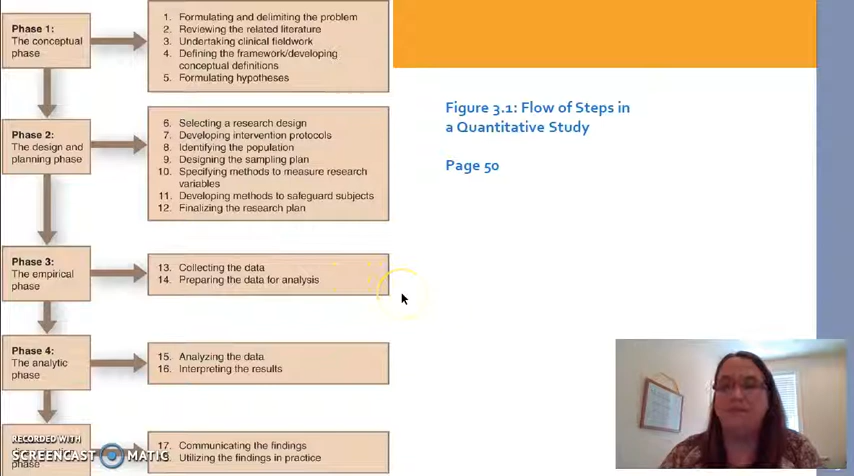 Phase 1:
The conceptual
phase
1. Formulating and delimiting the problem
2. Reviewing the related literature
3. Undertaking clinical fieldwork
4. Defining the framework/developing
conceptual definitions
5. Formulating hypotheses
Phase 2:
The design and
planning phase
6. Selecting a research design
7. Developing intervention protocols
8. Identifying the population
9. Designing the sampling plan
10. Specifying methods to measure research
variables
11. Developing methods to safeguard subjects
12. Finalizing the research plan
Phase 3:
The empirical
phase
13. Collecting the data
14. Preparing the data for analysis
Phase 4:
The analytic
phase
15. Analyzing the data
16. Interpreting the results
phase
17. Communicating the findings
Utilizing the findings in practice
Figure 3.1: Flow of Steps in
a Quantitative Study
Page 50
RECORDED WITH
SCREENCAST MATIC